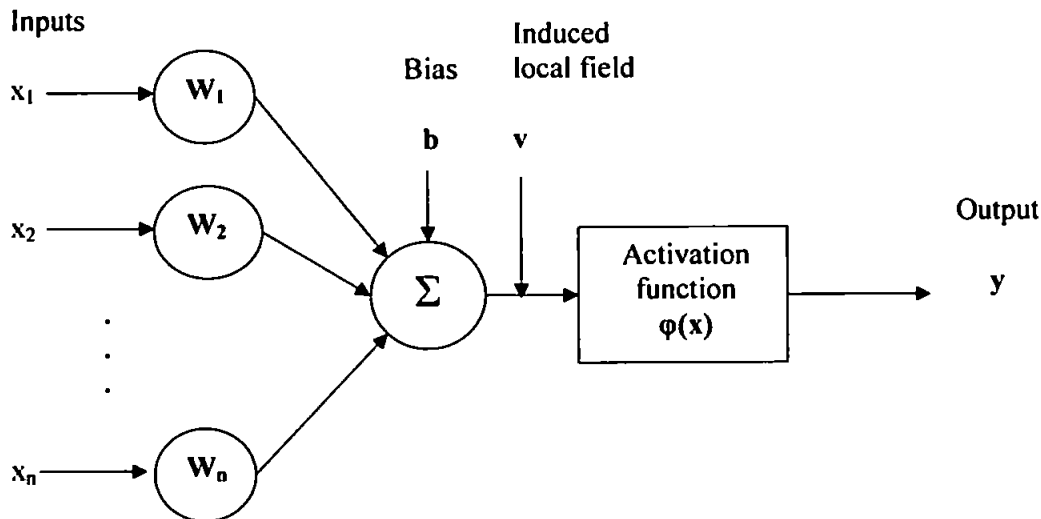 Inputs
x₁
W₁
x₂
W₂
.
.
.
xₙ
Wₙ
Bias
b
Induced
local field
v
Σ
Activation
function
φ(x)
Output
y